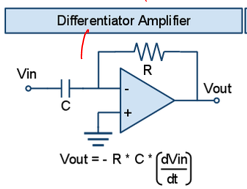 Differentiator Amplifier
Vin
R
C
-
+
Vout
Vout = - R * C * (dVin/dt)